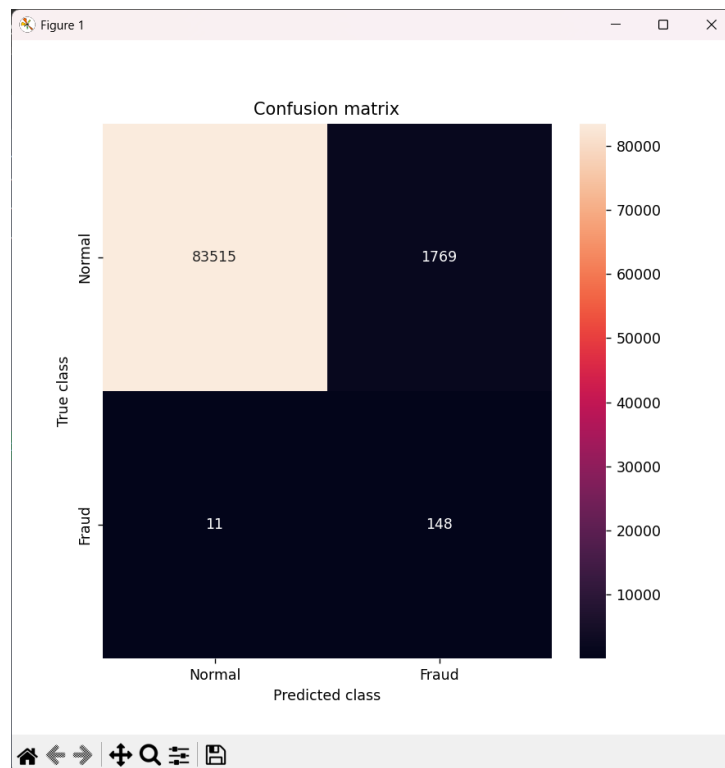 Figure 1
Confusion matrix
True class
Normal
Fraud
83515
1769
11
148
Normal
Fraud
Predicted class
80000
70000
60000
50000
40000
30000
20000
10000